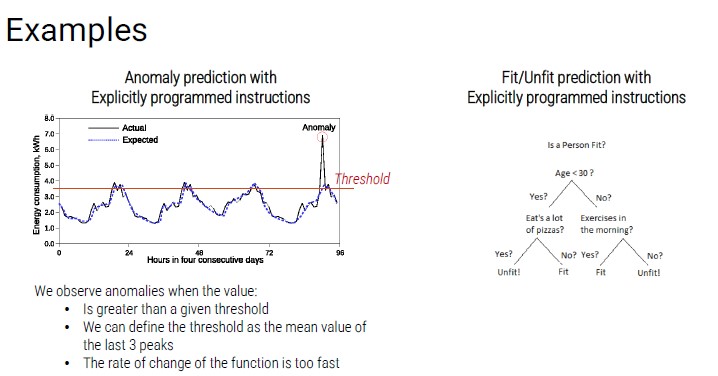 Examples
Anomaly prediction with
Explicitly programmed instructions
8.0
7.0
6.0
5.0
4.0
3.0
2.0
1.0
0.0
Energy consumption, kWh
Actual
Expected
Anomaly
Threshold
0
24
48
72
96
Hours in four consecutive days
We observe anomalies when the value:
• Is greater than a given threshold
• We can define the threshold as the mean value of
the last 3 peaks
• The rate of change of the function is too fast
Fit/Unfit prediction with
Explicitly programmed instructions
Is a Person Fit?
Age < 30 ?
Yes?
No?
Eat's a lot
of pizzas?
Exercises in
the morning?
Yes?
No?
Yes?
No?
Unfit!
Fit
Fit
Unfit!